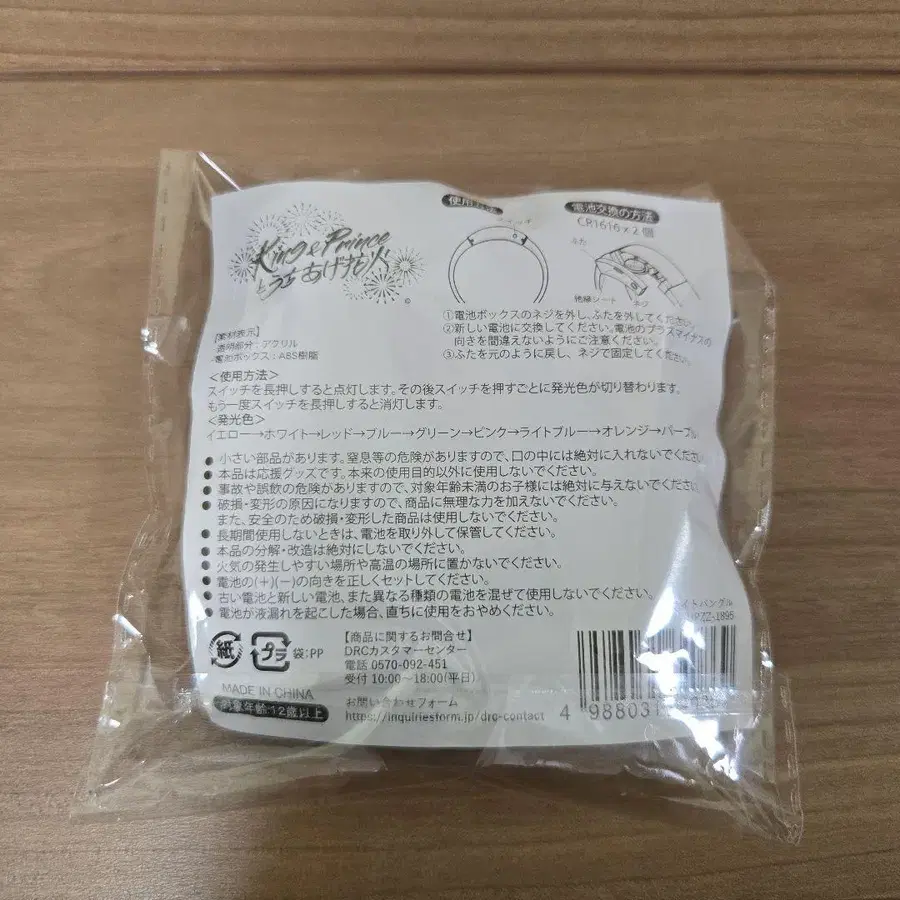 King & Prince
とうちあげ花火
©
使用方法
スイッチ
電池交換の方法
CR1616×2個
ふた
絶縁シート
ネジ
①電池ボックスのネジを外し、ふたを外してください。
②新しい電池に交換してください。電池のプラスマイナスの
向きを間違えないようにご注意ください。
③ふたを元のように戻し、ネジで固定してください。
【素材表示】
透明部分:アクリル
電池ボックス:ABS樹脂
<使用方法>
スイッチを長押しすると点灯します。その後スイッチを押すごとに発光色が切り替わります。
もう一度スイッチを長押しすると消灯します。
<発光色>
イエロー→ホワイト→レッド→ブルー→グリーン→ピンク→ライトブルー→オレンジ→パープル
● 小さい部品があります。窒息等の危険がありますので、口の中には絶対に入れないでくださ
● 本品は応援グッズです。本来の使用目的以外に使用しないでください。
● 事故や誤飲の危険がありますので、対象年齢未満のお子様には絶対に与えないでくださ
● 破損・変形の原因になりますので、商品に無理な力を加えないでください。
また、安全のため破損・変形した商品は使用しないでください。
● 長期間使用しないときは、電池を取り外して保管してください。
● 本品の分解・改造は絶対にしないでください。
● 火気の発生しやすい場所や高温の場所に置かないでください。
● 電池の(+)(-)の向きを正しくセットしてください。
● 古い電池と新しい電池、また異なる種類の電池を混ぜて使用しないでください。
● 電池が液漏れを起こした場合、直ちに使用をおやめください。
紙
プラ
袋:PP
MADE IN CHINA
対象年齢12歳以上
【商品に関するお問合せ】
DRCカスタマーセンター
電話 0570-092-451
受付 10:00～18:00(平日)
お問い合わせフォーム
https://inquiriesform.jp/drc-contact
イトバングル
PZZ-1895
4 988031